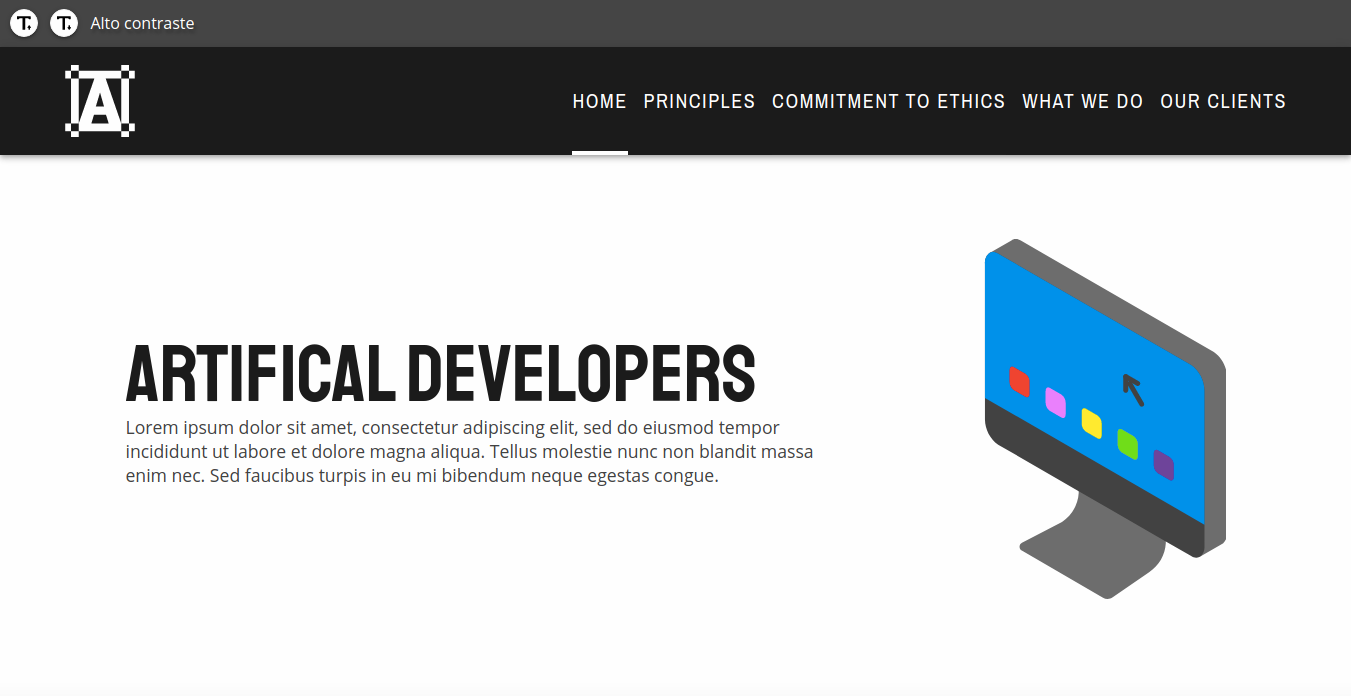 T T Alto contraste
A
HOME PRINCIPLES COMMITMENT TO ETHICS WHAT WE DO OUR CLIENTS
ARTIFICAL DEVELOPERS
Lorem ipsum dolor sit amet, consectetur adipiscing elit, sed do eiusmod tempor
incididunt ut labore et dolore magna aliqua. Tellus molestie nunc non blandit massa
enim nec. Sed faucibus turpis in eu mi bibendum neque egestas congue.